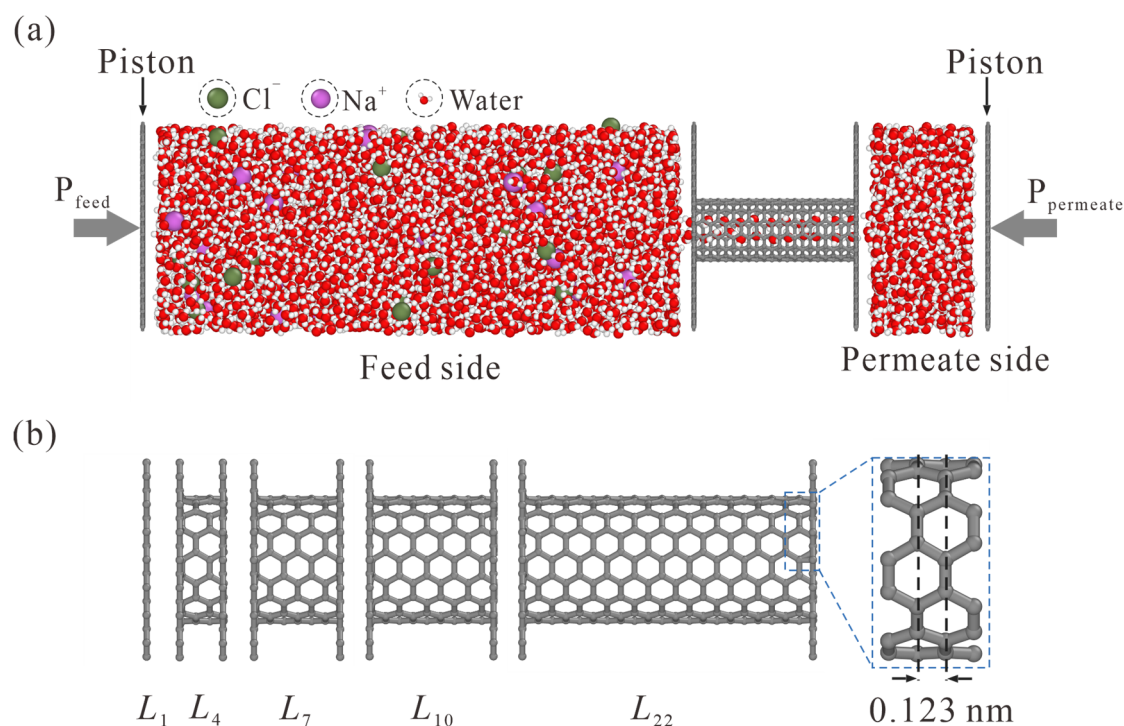 (a)
Piston
Piston
Cl⁻
Na⁺
Water
P_feed
P_permeate
Feed side
Permeate side
(b)
L₁
L₄
L₇
L₁₀
L₂₂
0.123 nm